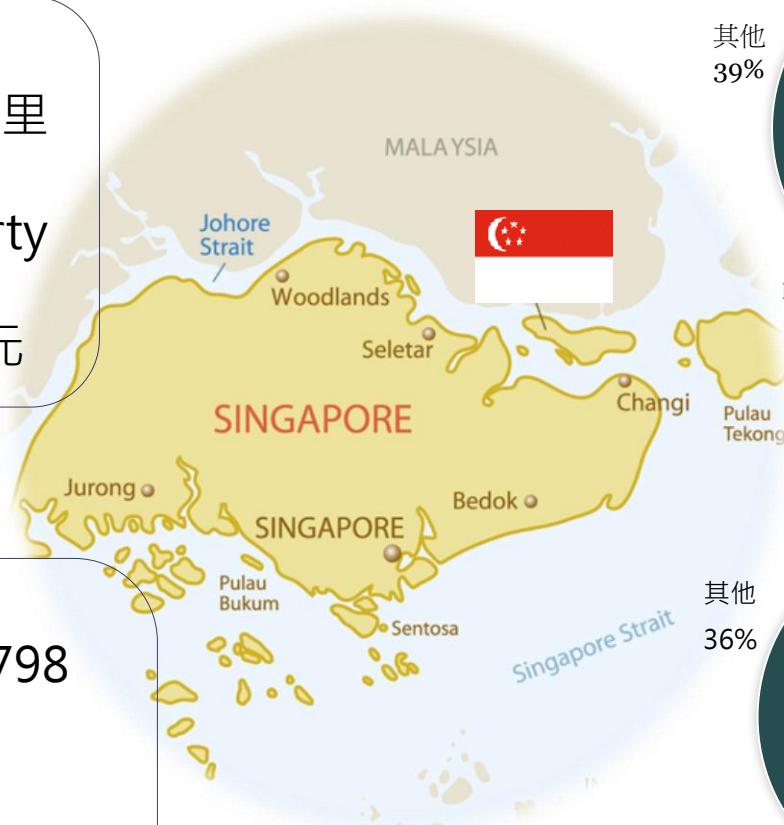 其他
39%
里
MALAYSIA
rty
Johore
Strait
Woodlands
元
Seletar
SINGAPORE
Changi
Pulau
Tekong
Jurong
Bedok
SINGAPORE
Pulau
Bukum
Sentosa
其他
36%
798
Singapore Strait